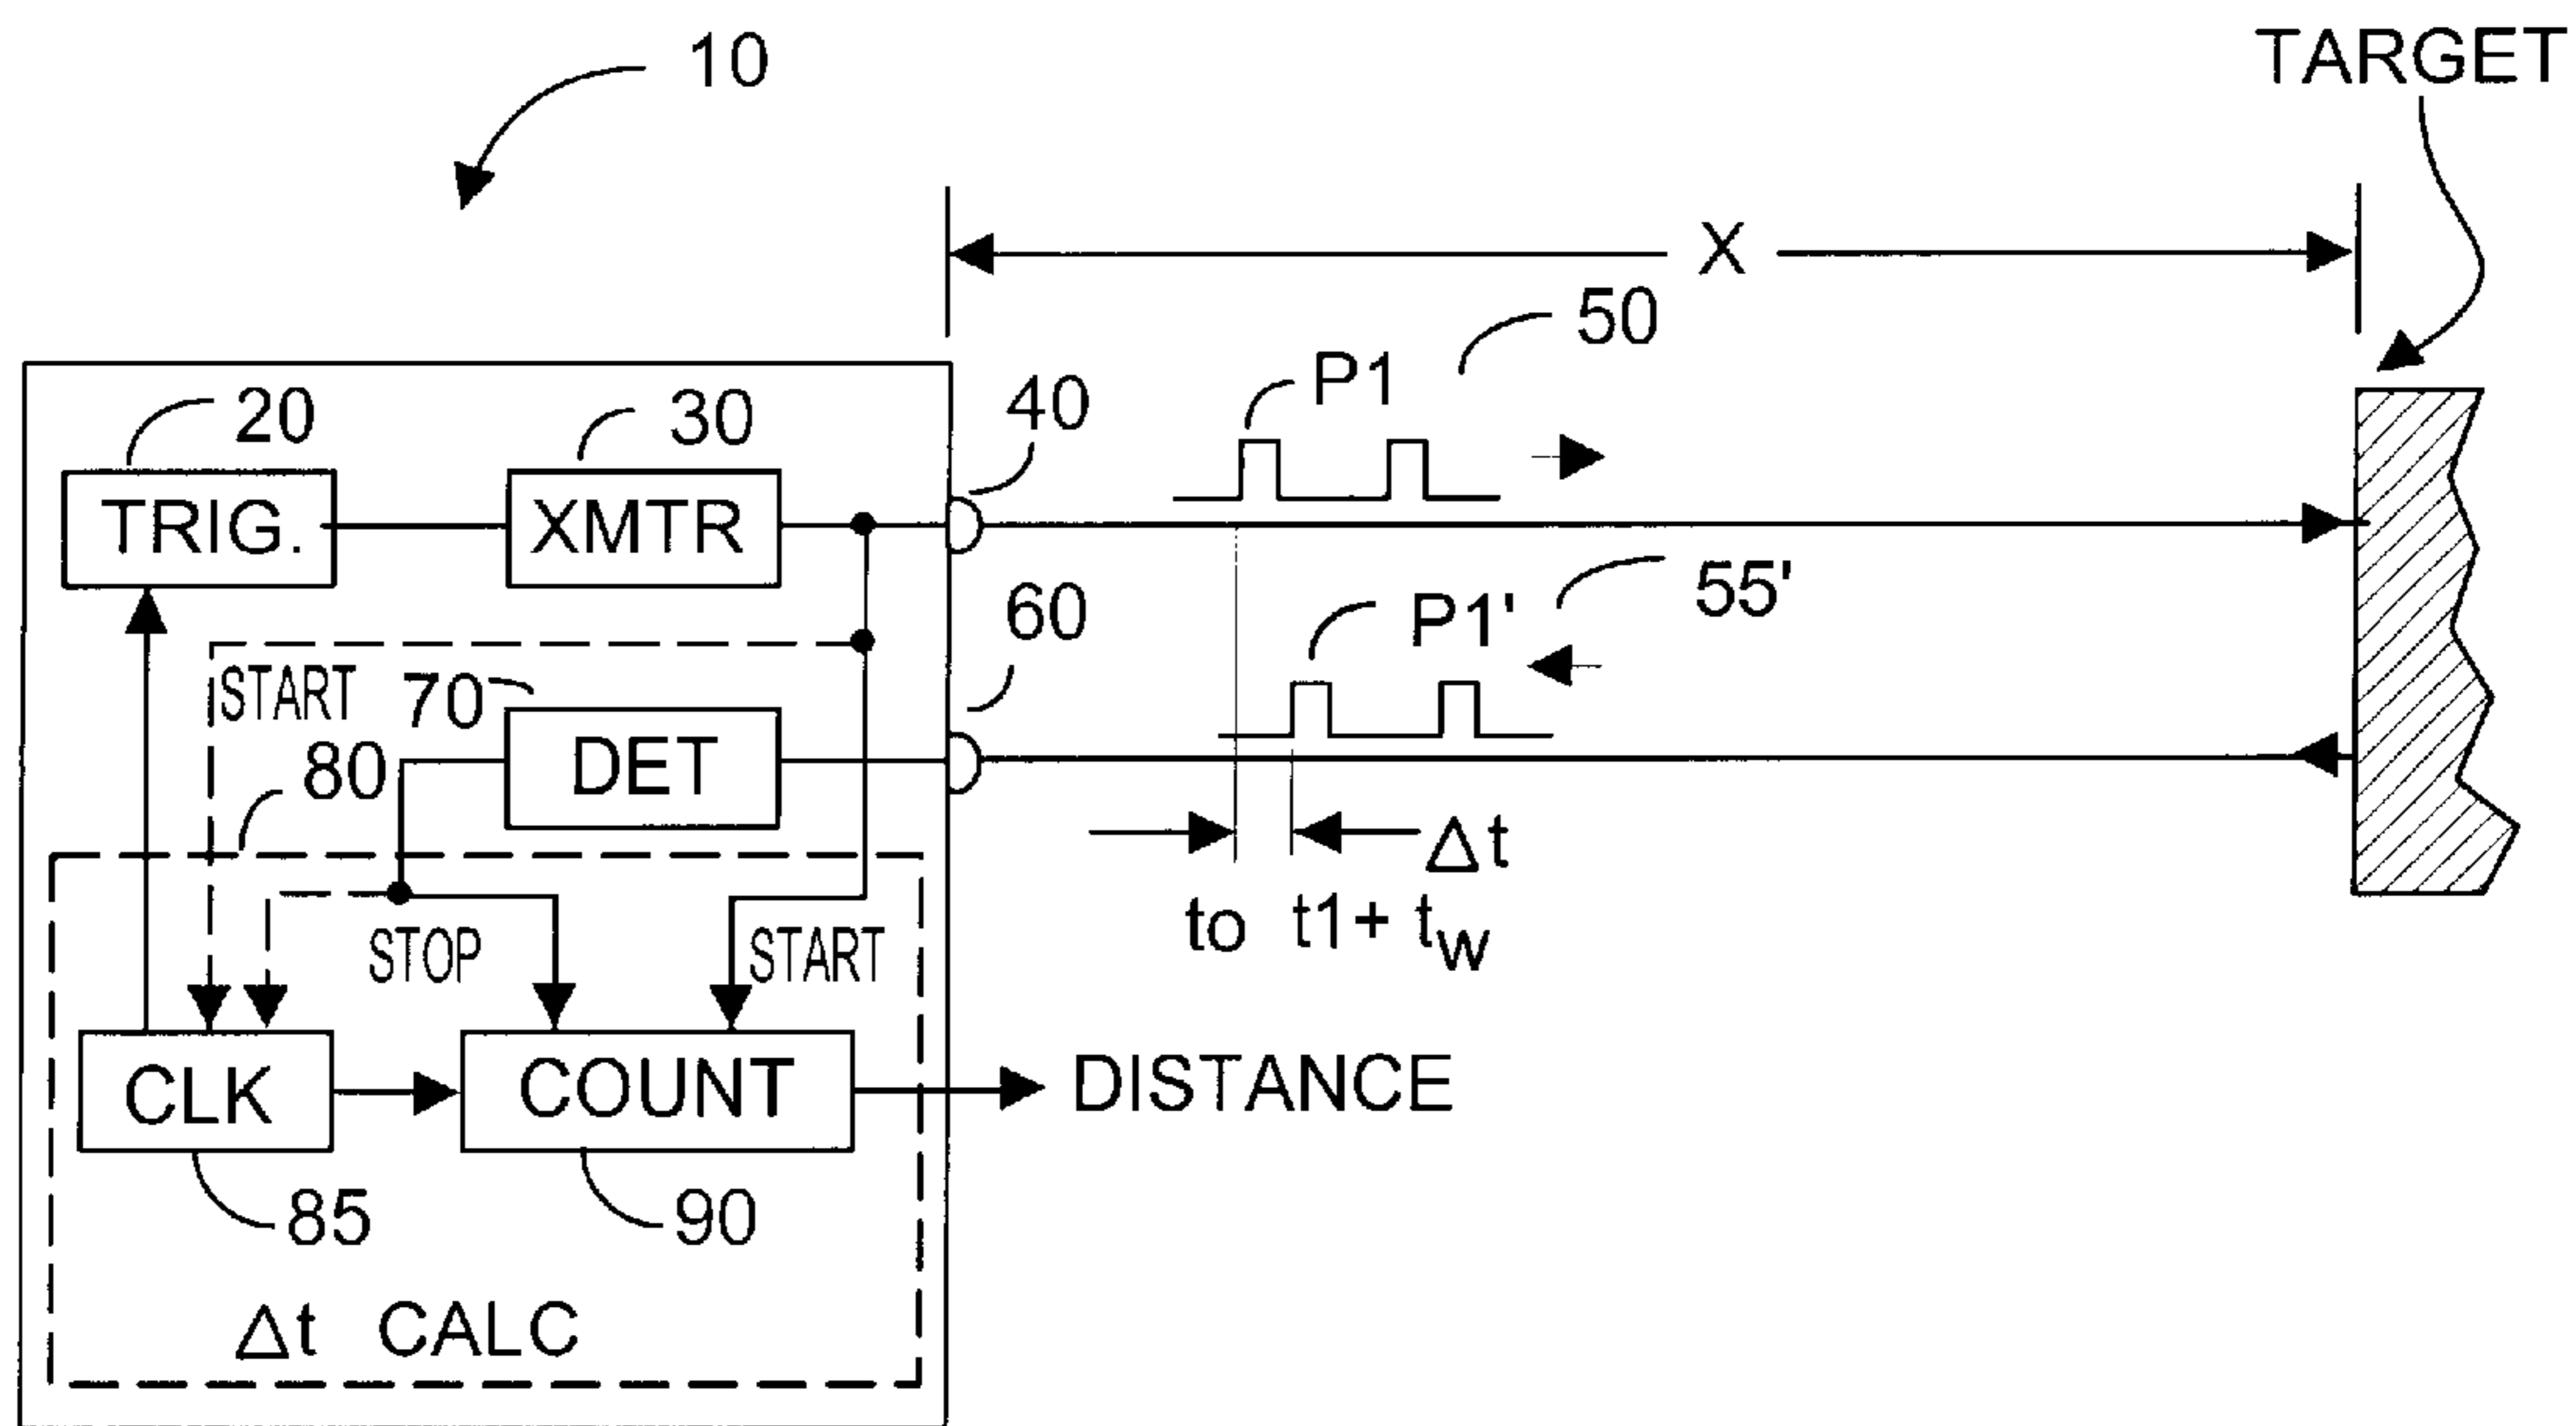 10
TARGET
X
50
P1
20
30
40
TRIG.
XMTR
55'
P1'
60
START
70
DET
80
Δt
to t1+ tw
STOP
START
CLK
COUNT
DISTANCE
85
90
Δt CALC